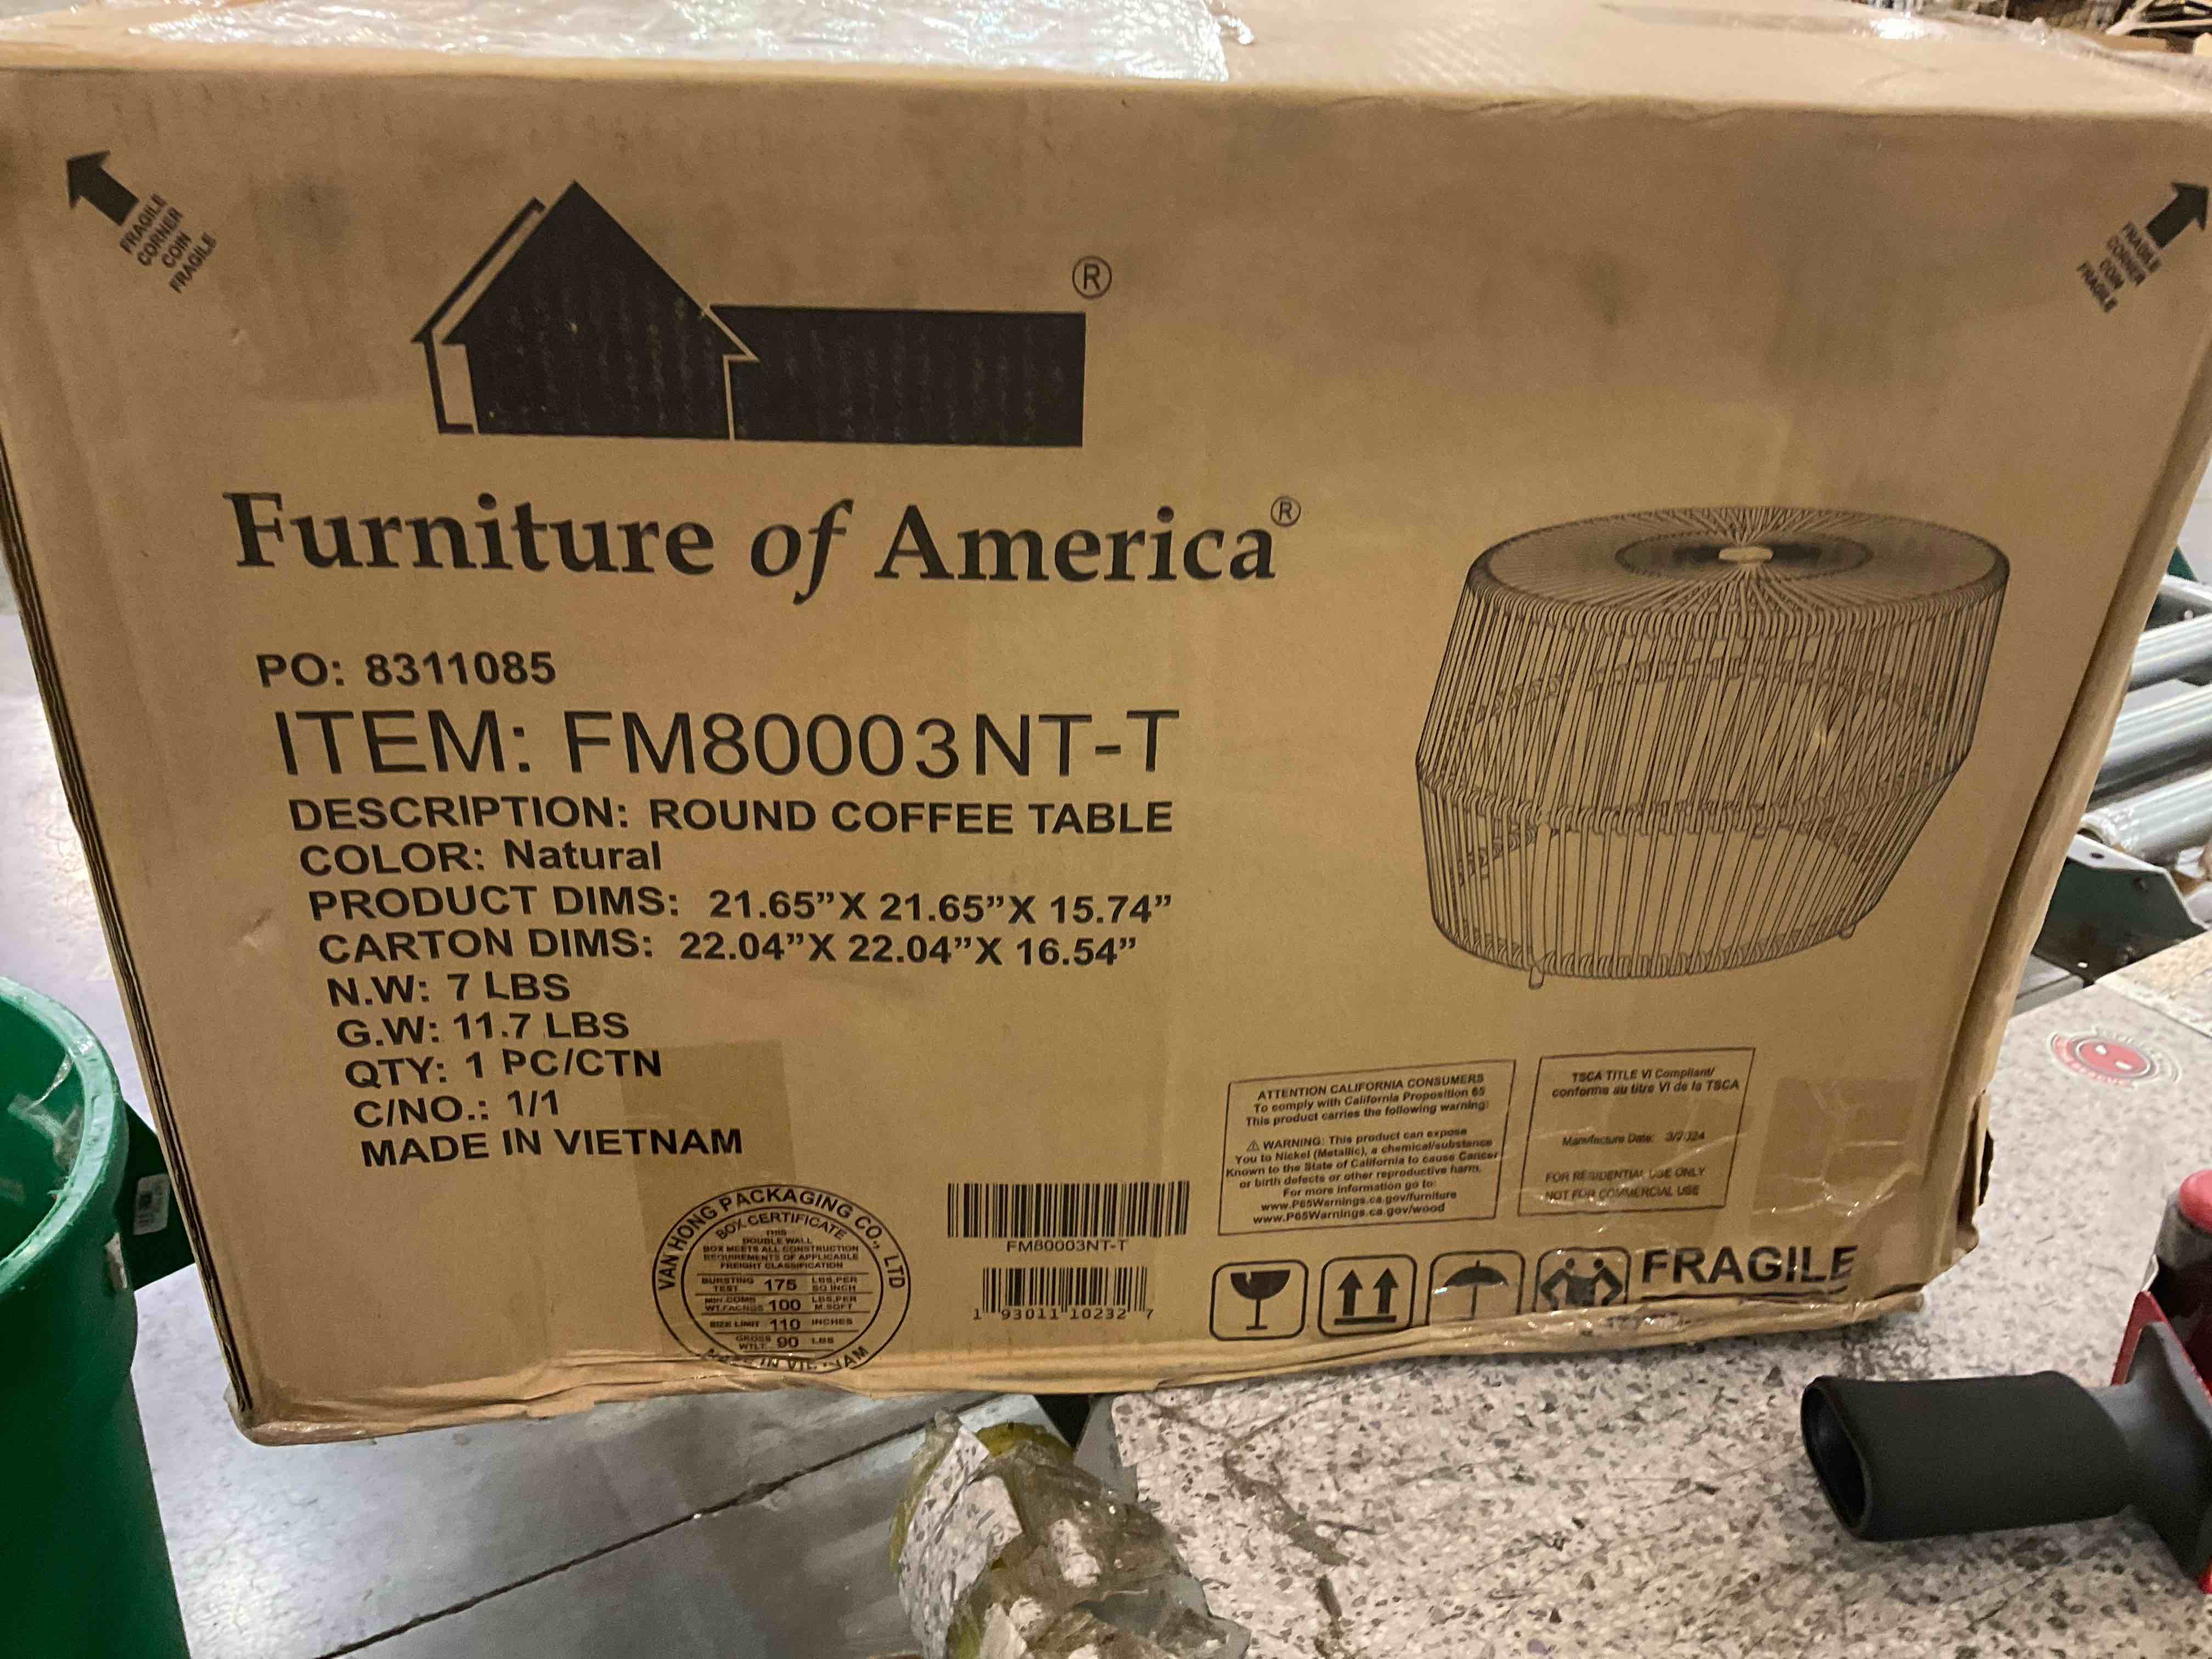 FRAGILE
CORNER
COIN
FRAGILE
FRAGILE
CORNER
COIN
FRAGILE
®
Furniture of America®
PO: 8311085
ITEM: FM80003NT-T
DESCRIPTION: ROUND COFFEE TABLE
COLOR: Natural
PRODUCT DIMS: 21.65”X 21.65”X 15.74”
CARTON DIMS: 22.04”X 22.04”X 16.54”
N.W: 7 LBS
G.W: 11.7 LBS
QTY: 1 PC/CTN
C/NO.: 1/1
MADE IN VIETNAM
VAN HONG PACKAGING CO., LTD
BOX CERTIFICATE
THIS
DOUBLE WALL
BOX MEETS ALL CONSTRUCTION
REQUIREMENTS OF APPLICABLE
FREIGHT CLASSIFICATION
BURSTING TEST 175 LBS,PER SQ INCH
100 LBS,PER M.SQFT
SIZE LIMIT 110 INCHES
GROSS 90 LBS
FM80003NT-T
1 93011 10232 7
ATTENTION CALIFORNIA CONSUMERS
To comply with California Proposition 65
This product carries the following warning:
⚠ WARNING: This product can expose
You to Nickel (Metallic), a chemical/substance
Known to the State of California to cause Cancer
or birth defects or other reproductive harm.
For more information go to:
www.P65Warnings.ca.gov/furniture
www.P65Warnings.ca.gov/wood
TSCA TITLE VI Compliant/
conforme au titre VI de la TSCA
Manufacture Date: 3/2024
FOR RESIDENTIAL USE ONLY
NOT FOR COMMERCIAL USE
FRAGILE